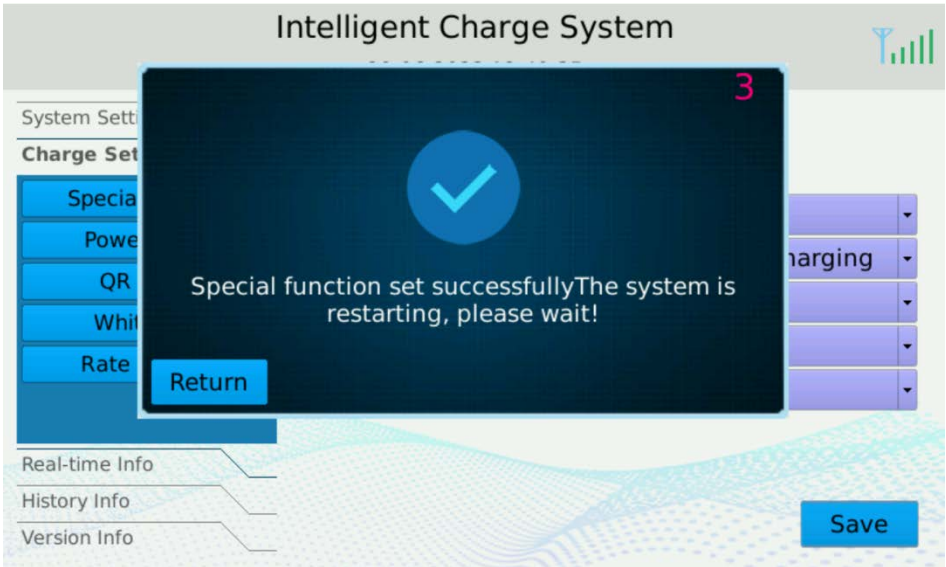 Intelligent Charge System
3
System Setti
Charge Set
Specia
Powe
harging
QR
Special function set successfullyThe system is
restarting, please wait!
Whit
Rate
Return
Real-time Info
History Info
Version Info
Save